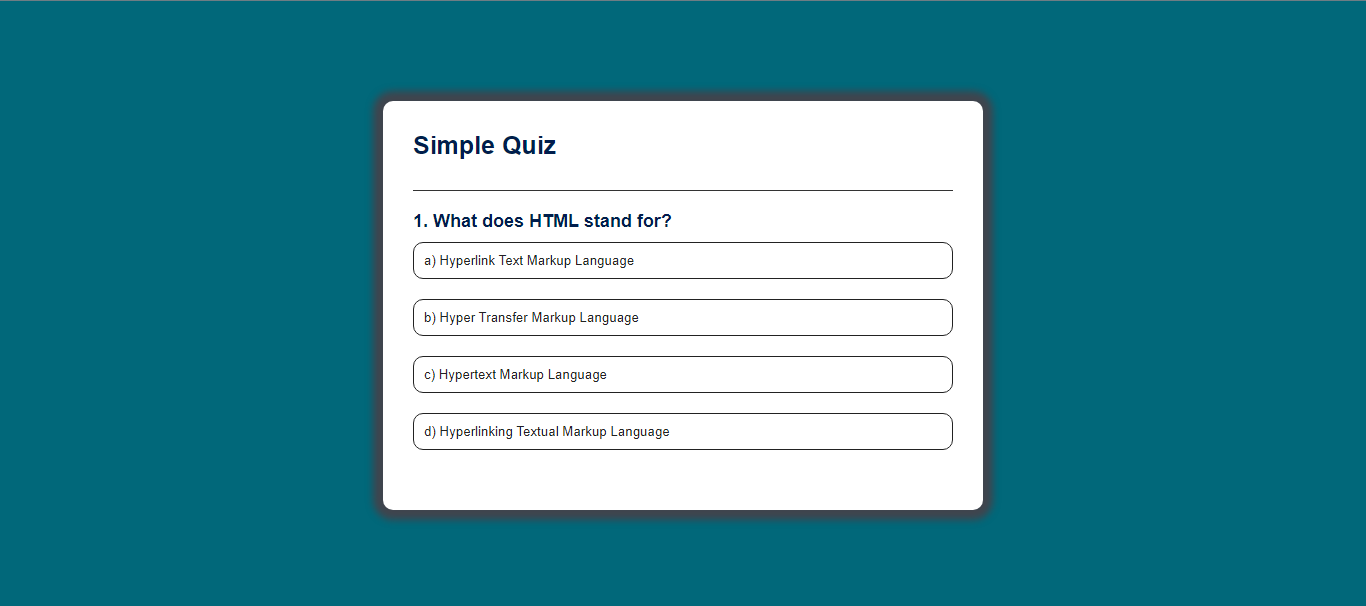 Simple Quiz
1. What does HTML stand for?
a) Hyperlink Text Markup Language
b) Hyper Transfer Markup Language
c) Hypertext Markup Language
d) Hyperlinking Textual Markup Language